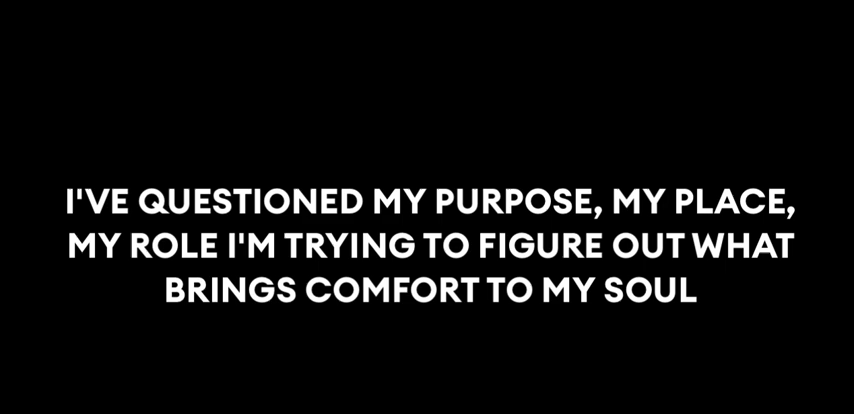 I'VE QUESTIONED MY PURPOSE, MY PLACE,
MY ROLE I'M TRYING TO FIGURE OUT WHAT
BRINGS COMFORT TO MY SOUL